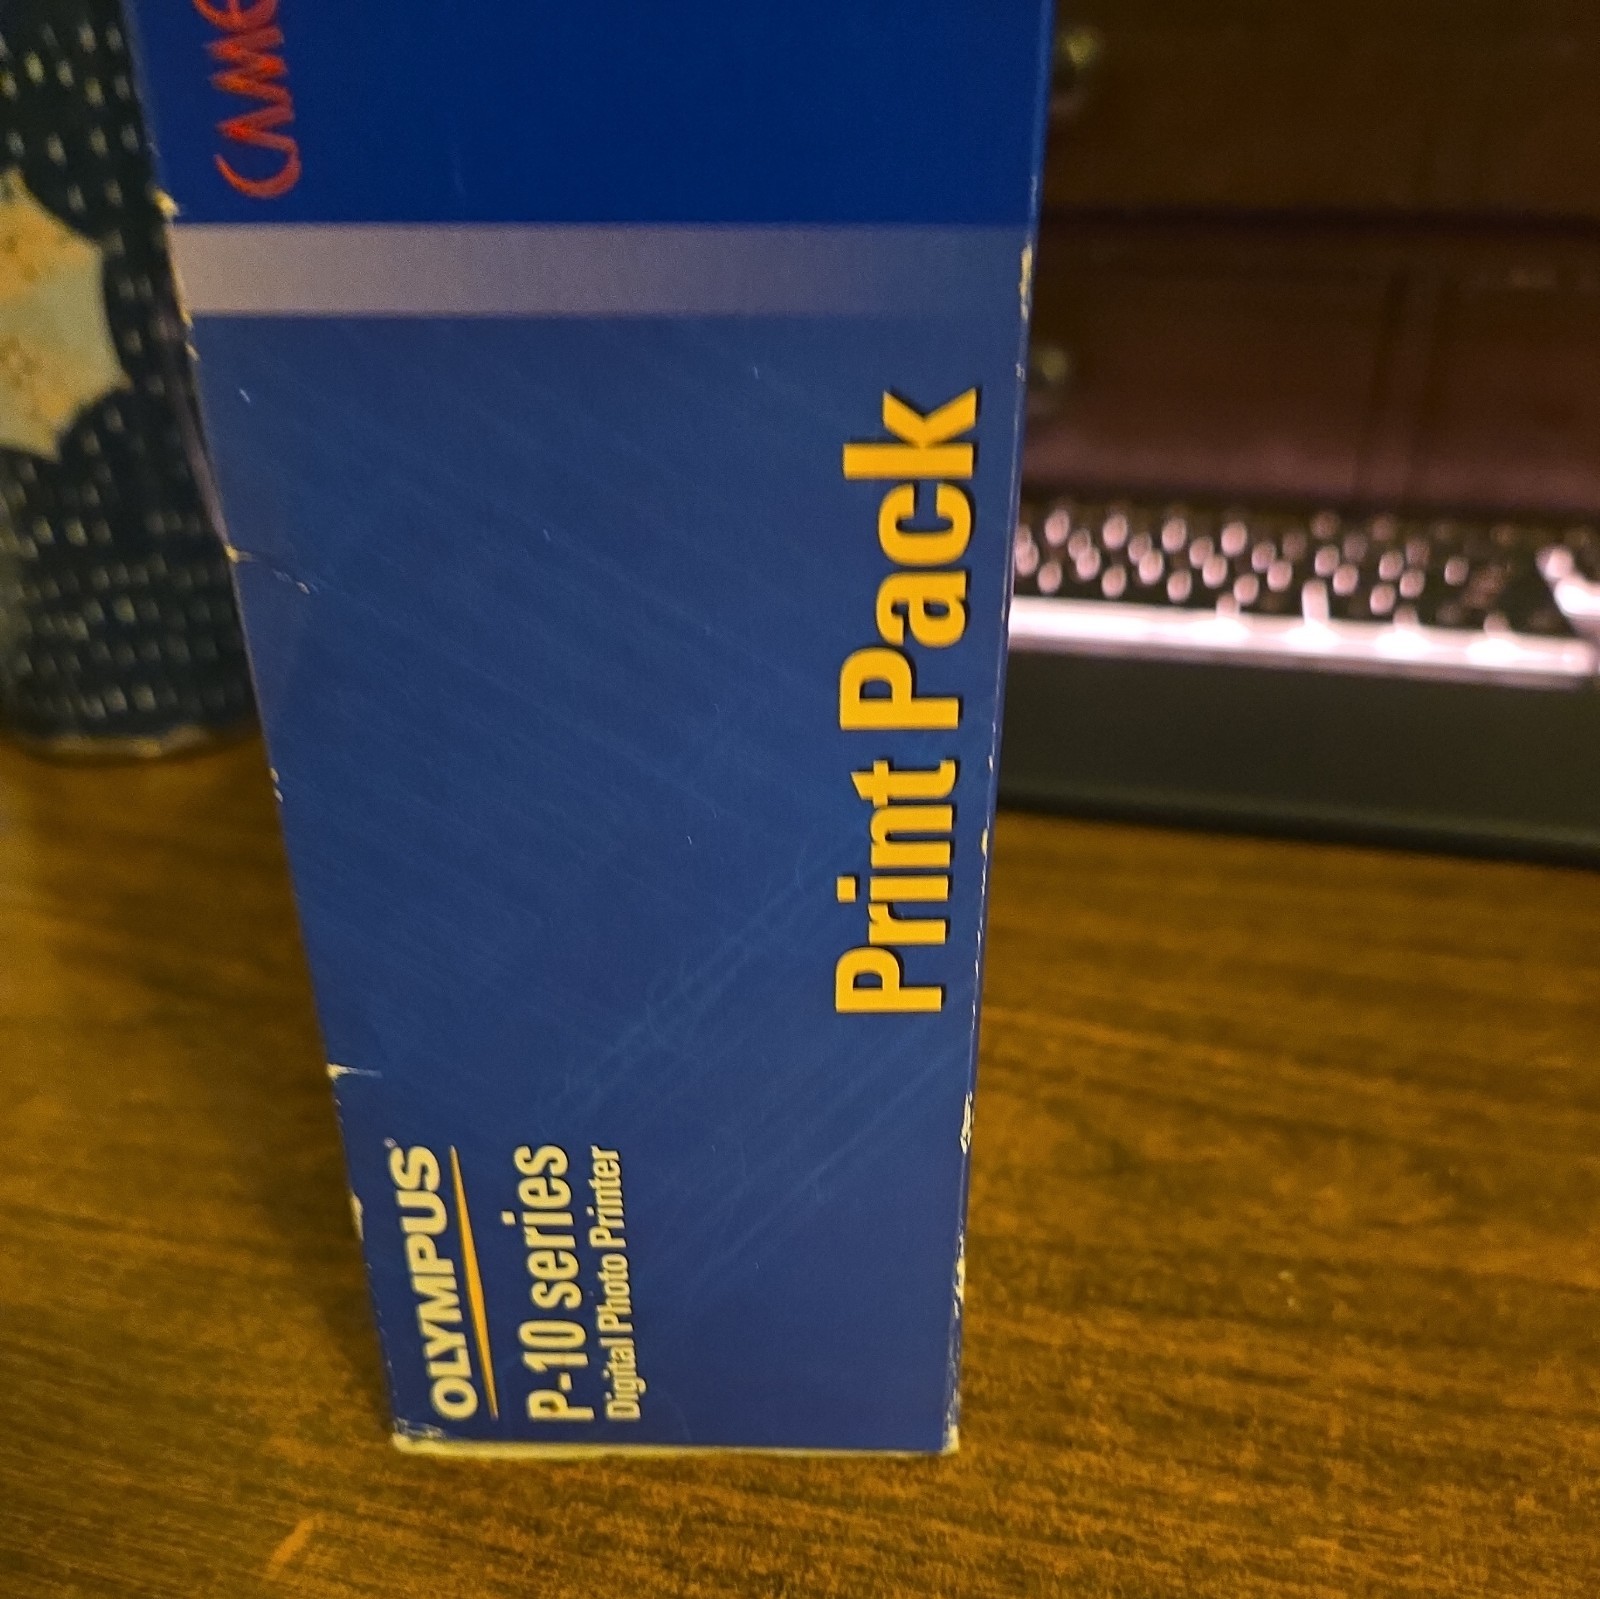 OLYMPUS
P-10 series
Digital Photo Printer
Print Pack